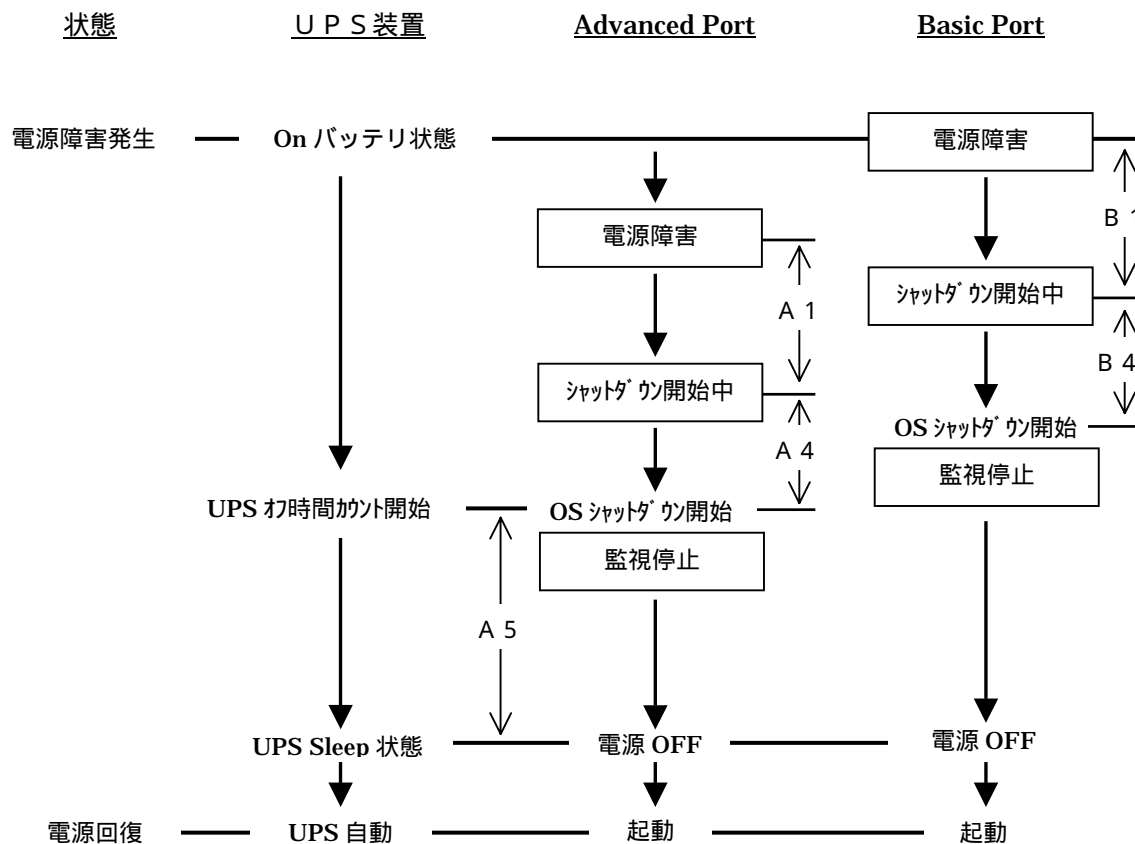 状態 ＵＰＳ装置 Advanced Port Basic Port
電源障害発生 On バッテリ状態 電源障害
B 1
電源障害
ｼｬｯﾄﾀﾞｳﾝ開始中
A 1
B 4
ｼｬｯﾄﾀﾞｳﾝ開始中
OS ｼｬｯﾄﾀﾞｳﾝ開始
A 4
監視停止
UPS ｵﾌ時間ｶｳﾝﾄ開始 OS ｼｬｯﾄﾀﾞｳﾝ開始
監視停止
A 5
UPS Sleep 状態 電源 OFF 電源 OFF
電源回復 UPS 自動 起動 起動